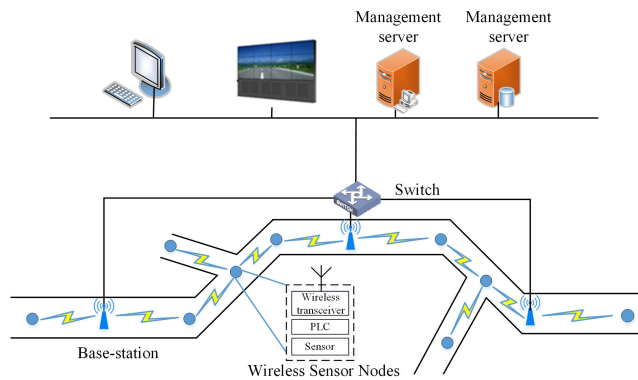 Management
server
Management
server
Switch
Wireless
transceiver
PLC
Sensor
Base-station
Wireless Sensor Nodes